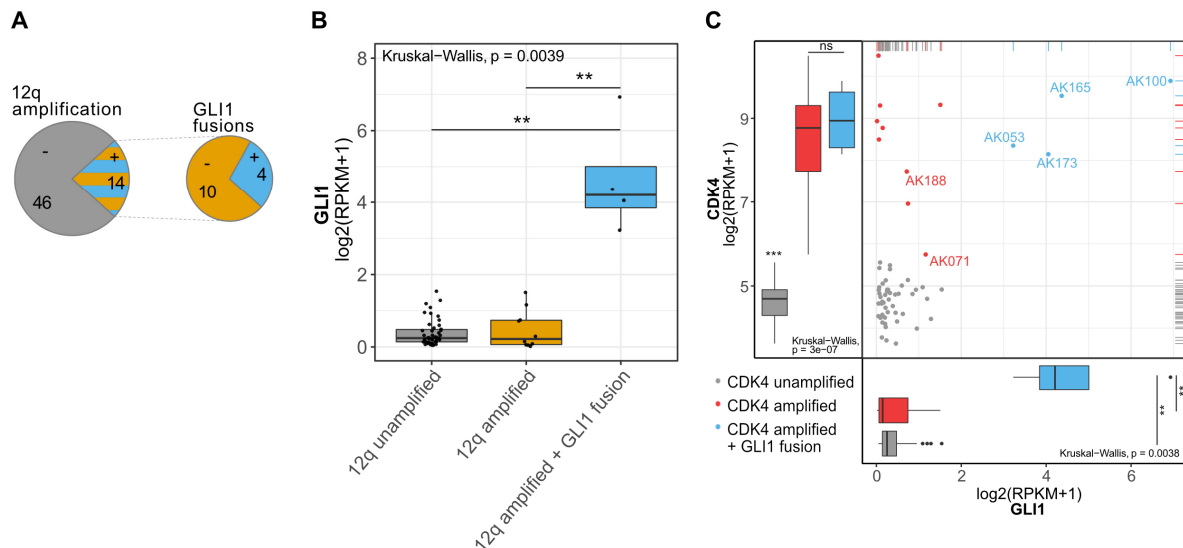 A
12q
amplification
-
46
+
14
GLI1
fusions
-
10
+
4
B
Kruskal−Wallis, p = 0.0039
**
**
GLI1
log2(RPKM+1)
8
6
4
2
0
12q unamplified
12q amplified
12q amplified + GLI1 fusion
C
ns
***
Kruskal−Wallis,
p = 3e−07
CDK4
log2(RPKM+1)
9
7
5
AK100
AK165
AK053
AK173
AK188
AK071
CDK4 unamplified
CDK4 amplified
CDK4 amplified
+ GLI1 fusion
**
**
Kruskal−Wallis, p = 0.0038
0
2
4
6
log2(RPKM+1)
GLI1